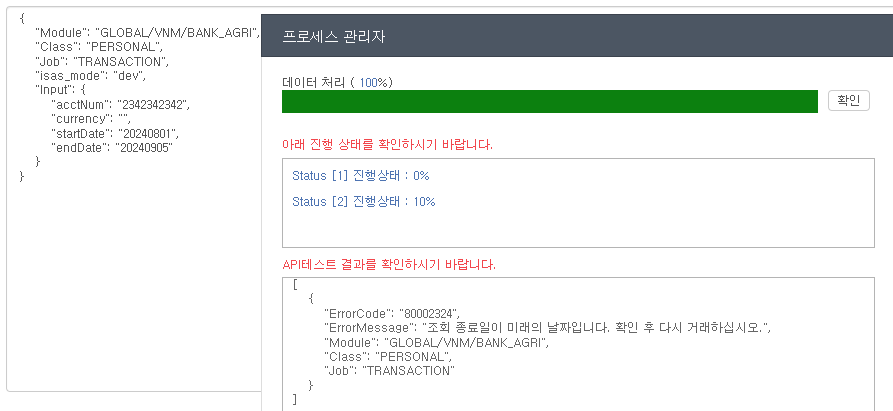 {
"Module": "GLOBAL/VNM/BANK_AGRI",
"Class": "PERSONAL",
"Job": "TRANSACTION",
"isas_mode": "dev",
"Input": {
"acctNum": "2342342342",
"currency": "",
"startDate": "20240801",
"endDate": "20240905"
}
}
프로세스 관리자
데이터 처리 ( 100%)
확인
아래 진행 상태를 확인하시기 바랍니다.
Status [1] 진행상태 : 0%
Status [2] 진행상태 : 10%
API테스트 결과를 확인하시기 바랍니다.
[
{
"ErrorCode": "80002324",
"ErrorMessage": "조회 종료일이 미래의 날짜입니다. 확인 후 다시 거래하십시오.",
"Module": "GLOBAL/VNM/BANK_AGRI",
"Class": "PERSONAL",
"Job": "TRANSACTION"
}
]